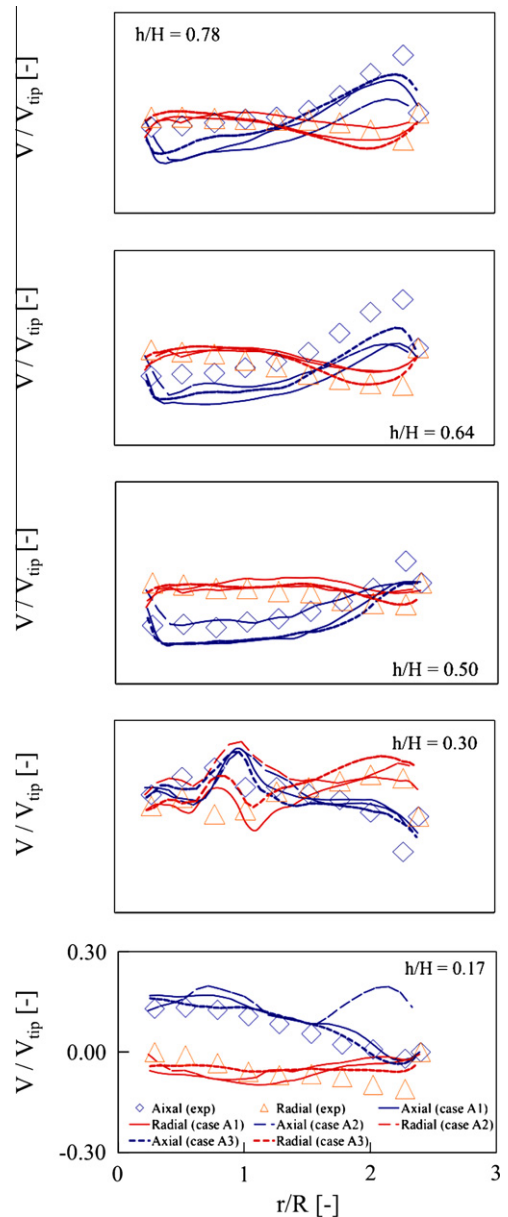 h/H = 0.78
V / V_tip [-]
h/H = 0.64
V / V_tip [-]
h/H = 0.50
V / V_tip [-]
h/H = 0.30
V / V_tip [-]
0.30
h/H = 0.17
V / V_tip [-]
0.00
Aixal (exp) Radial (exp) Axial (case A1)
Radial (case A1) Axial (case A2) Radial (case A2)
Axial (case A3) Radial (case A3)
-0.30
0 1 2 3
r/R [-]